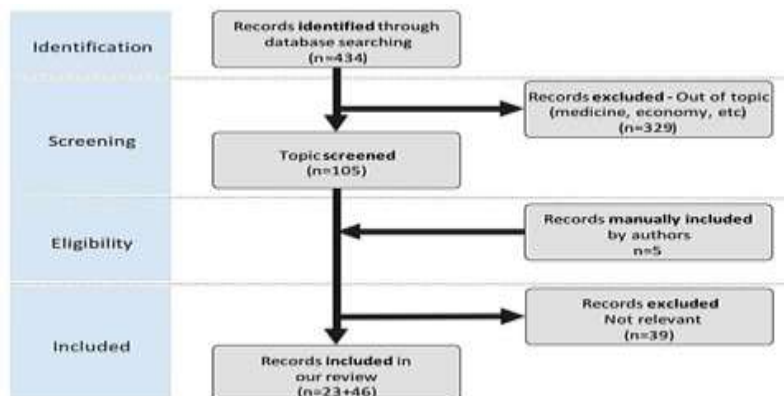 Identification
Records identified through
database searching
(n=434)
Records excluded - Out of topic
(medicine, economy, etc)
(n=329)
Screening
Topic screened
(n=105)
Records manually included
by authors
n=5
Eligibility
Records excluded
Not relevant
(n=39)
Included
Records included in
our review
(n=23+46)